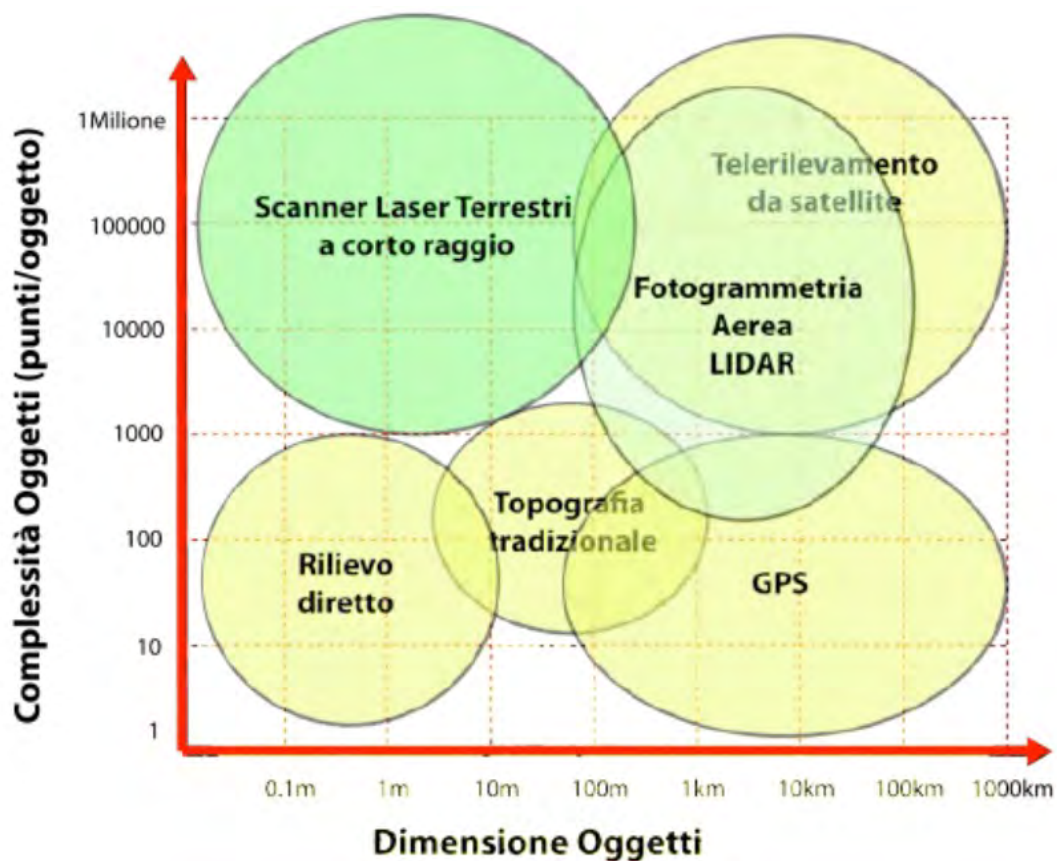 Complessità Oggetti (punti/oggetto)
1Milione
100000
10000
1000
100
10
1
Scanner Laser Terrestri
a corto raggio
Telerilevamento
da satellite
Fotogrammetria
Aerea
LIDAR
Topografia
tradizionale
Rilievo
diretto
GPS
0.1m
1m
10m
100m
1km
10km
100km
1000km
Dimensione Oggetti